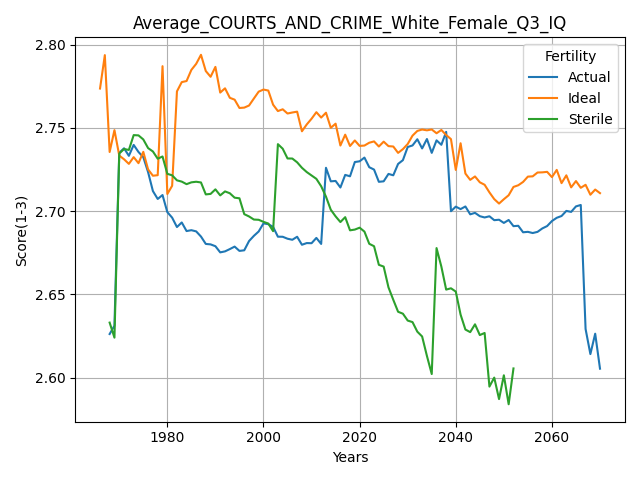 Average_COURTS_AND_CRIME_White_Female_Q3_IQ
Score(1-3)
2.80
2.75
2.70
2.65
2.60
Fertility
Actual
Ideal
Sterile
1980 2000 2020 2040 2060
Years